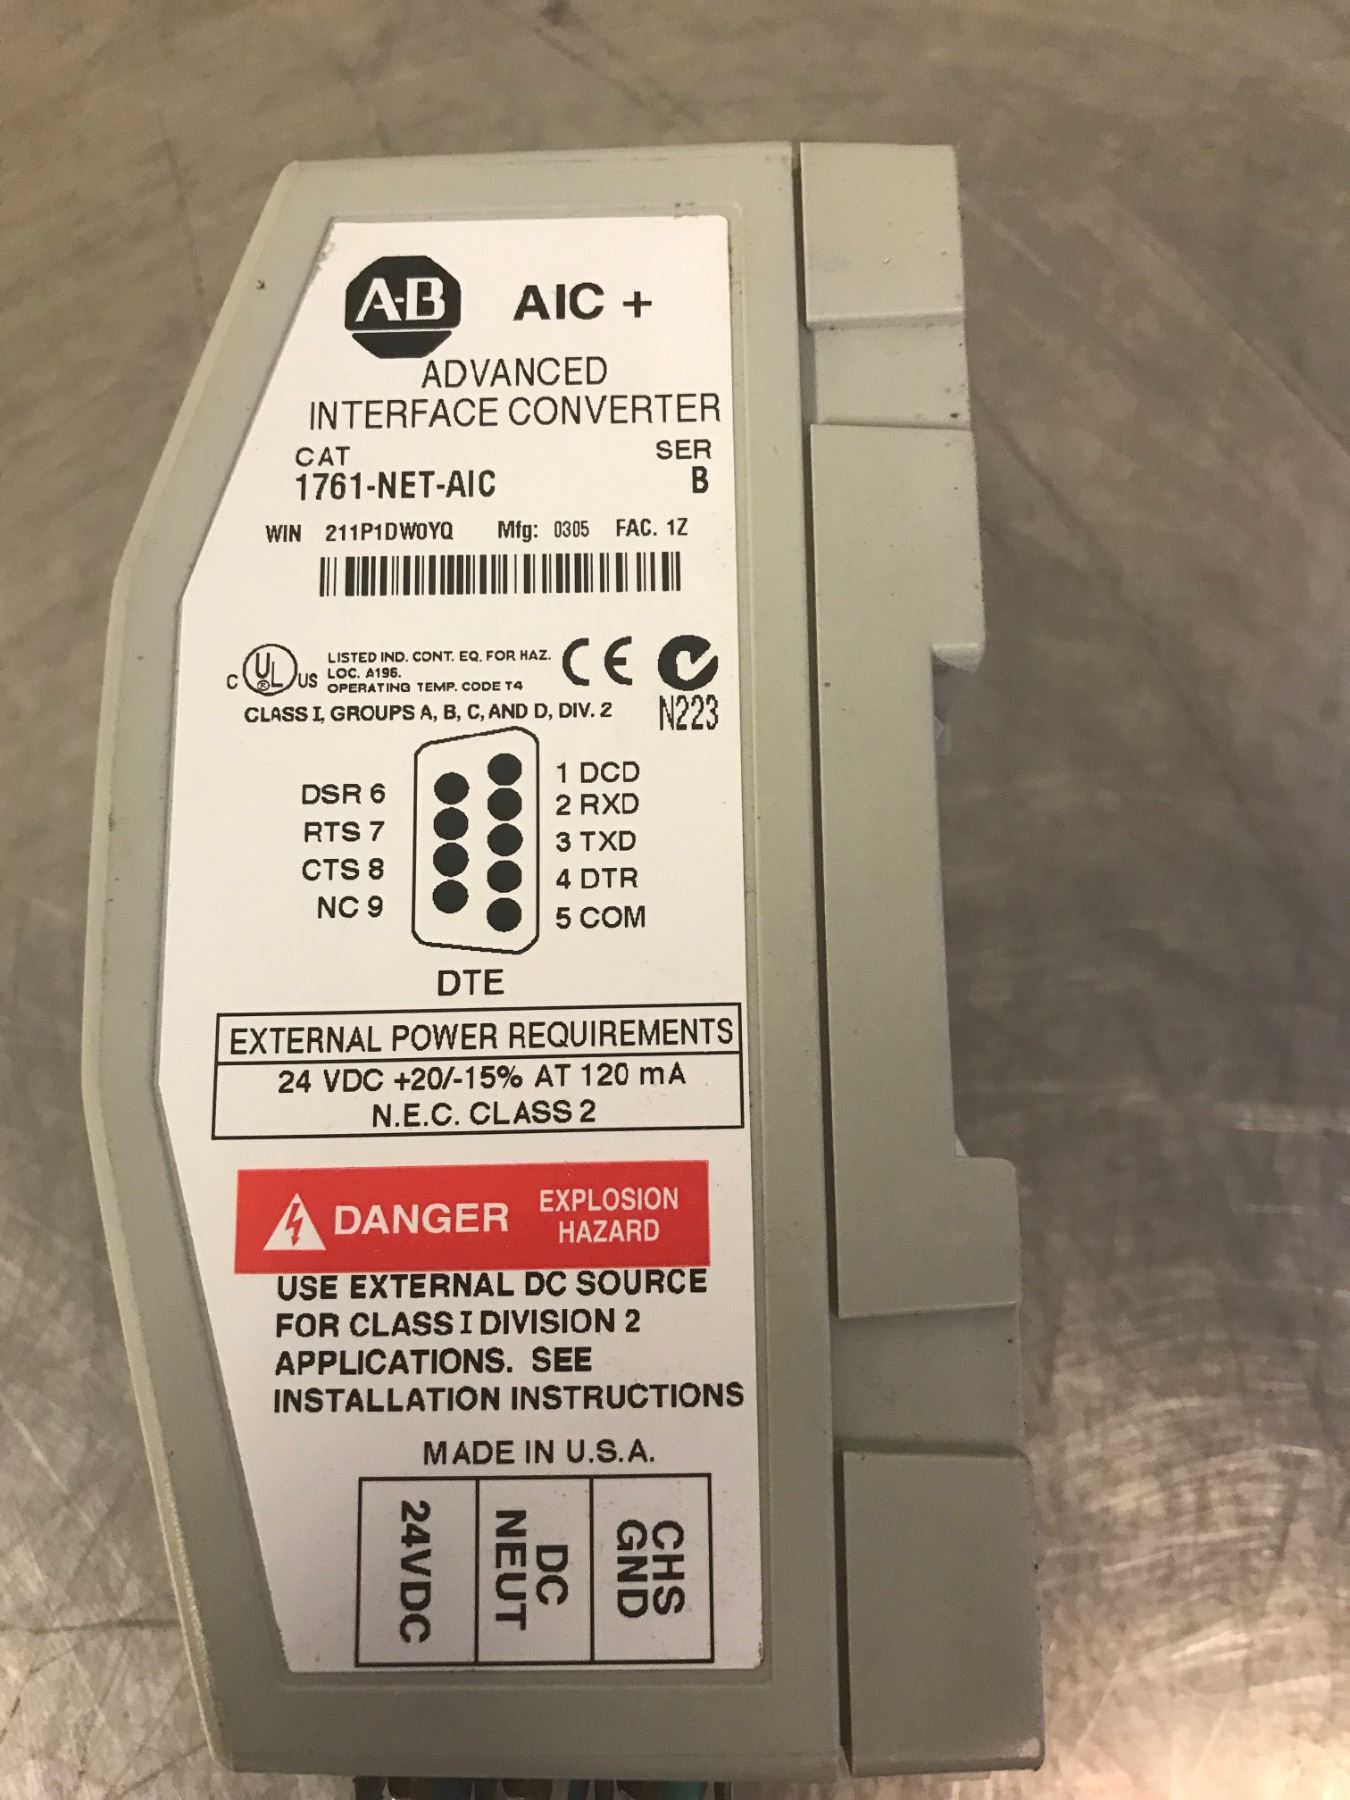 A-B AIC +
ADVANCED
INTERFACE CONVERTER
CAT SER
1761-NET-AIC B
WIN 211P1DW0YQ Mfg: 0305 FAC. 1Z
C UL ® US
LISTED IND. CONT. EQ. FOR HAZ.
LOC. A196.
OPERATING TEMP. CODE T4
CE
N223
CLASS I, GROUPS A, B, C, AND D, DIV. 2
1 DCD
DSR 6
2 RXD
RTS 7
3 TXD
CTS 8
4 DTR
NC 9
5 COM
DTE
EXTERNAL POWER REQUIREMENTS
24 VDC +20/-15% AT 120 mA
N.E.C. CLASS 2
DANGER EXPLOSION
HAZARD
USE EXTERNAL DC SOURCE
FOR CLASS I DIVISION 2
APPLICATIONS. SEE
INSTALLATION INSTRUCTIONS
MADE IN U.S.A.
24VDC
DC
NEUT
CHS
GND